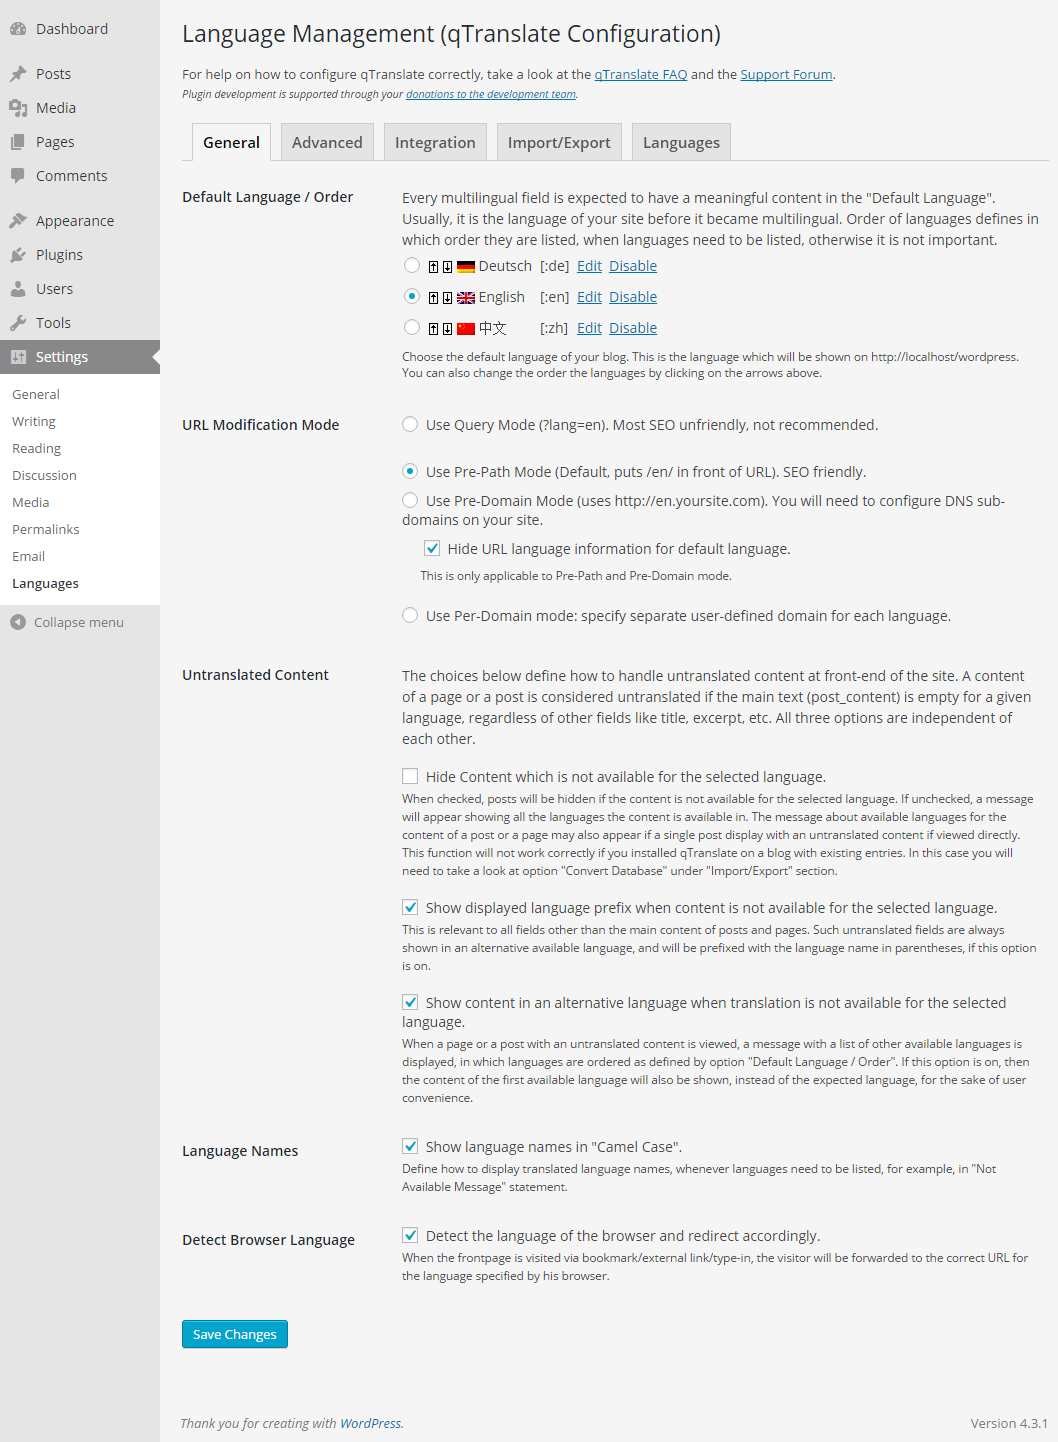 Dashboard
Posts
Media
Pages
Comments
Appearance
Plugins
Users
Tools
Settings
General
Writing
Reading
Discussion
Media
Permalinks
Email
Languages
Collapse menu
Language Management (qTranslate Configuration)
For help on how to configure qTranslate correctly, take a look at the qTranslate FAQ and the Support Forum.
Plugin development is supported through your donations to the development team.
General Advanced Integration Import/Export Languages
Default Language / Order
Every multilingual field is expected to have a meaningful content in the "Default Language".
Usually, it is the language of your site before it became multilingual. Order of languages defines in
which order they are listed, when languages need to be listed, otherwise it is not important.
Deutsch [:de] Edit Disable
English [:en] Edit Disable
中文 [:zh] Edit Disable
Choose the default language of your blog. This is the language which will be shown on http://localhost/wordpress.
You can also change the order the languages by clicking on the arrows above.
URL Modification Mode
Use Query Mode (?lang=en). Most SEO unfriendly, not recommended.
Use Pre-Path Mode (Default, puts /en/ in front of URL). SEO friendly.
Use Pre-Domain Mode (uses http://en.yoursite.com). You will need to configure DNS sub-
domains on your site.
Hide URL language information for default language.
This is only applicable to Pre-Path and Pre-Domain mode.
Use Per-Domain mode: specify separate user-defined domain for each language.
Untranslated Content
The choices below define how to handle untranslated content at front-end of the site. A content
of a page or a post is considered untranslated if the main text (post_content) is empty for a given
language, regardless of other fields like title, excerpt, etc. All three options are independent of
each other.
Hide Content which is not available for the selected language.
When checked, posts will be hidden if the content is not available for the selected language. If unchecked, a message
will appear showing all the languages the content is available in. The message about available languages for the
content of a post or a page may also appear if a single post display with an untranslated content if viewed directly.
This function will not work correctly if you installed qTranslate on a blog with existing entries. In this case you will
need to take a look at option "Convert Database" under "Import/Export" section.
Show displayed language prefix when content is not available for the selected language.
This is relevant to all fields other than the main content of posts and pages. Such untranslated fields are always
shown in an alternative available language, and will be prefixed with the language name in parentheses, if this option
is on.
Show content in an alternative language when translation is not available for the selected
language.
When a page or a post with an untranslated content is viewed, a message with a list of other available languages is
displayed, in which languages are ordered as defined by option "Default Language / Order". If this option is on, then
the content of the first available language will also be shown, instead of the expected language, for the sake of user
convenience.
Language Names
Show language names in "Camel Case".
Define how to display translated language names, whenever languages need to be listed, for example, in "Not
Available Message" statement.
Detect Browser Language
Detect the language of the browser and redirect accordingly.
When the frontpage is visited via bookmark/external link/type-in, the visitor will be forwarded to the correct URL for
the language specified by his browser.
Save Changes
Thank you for creating with WordPress.
Version 4.3.1